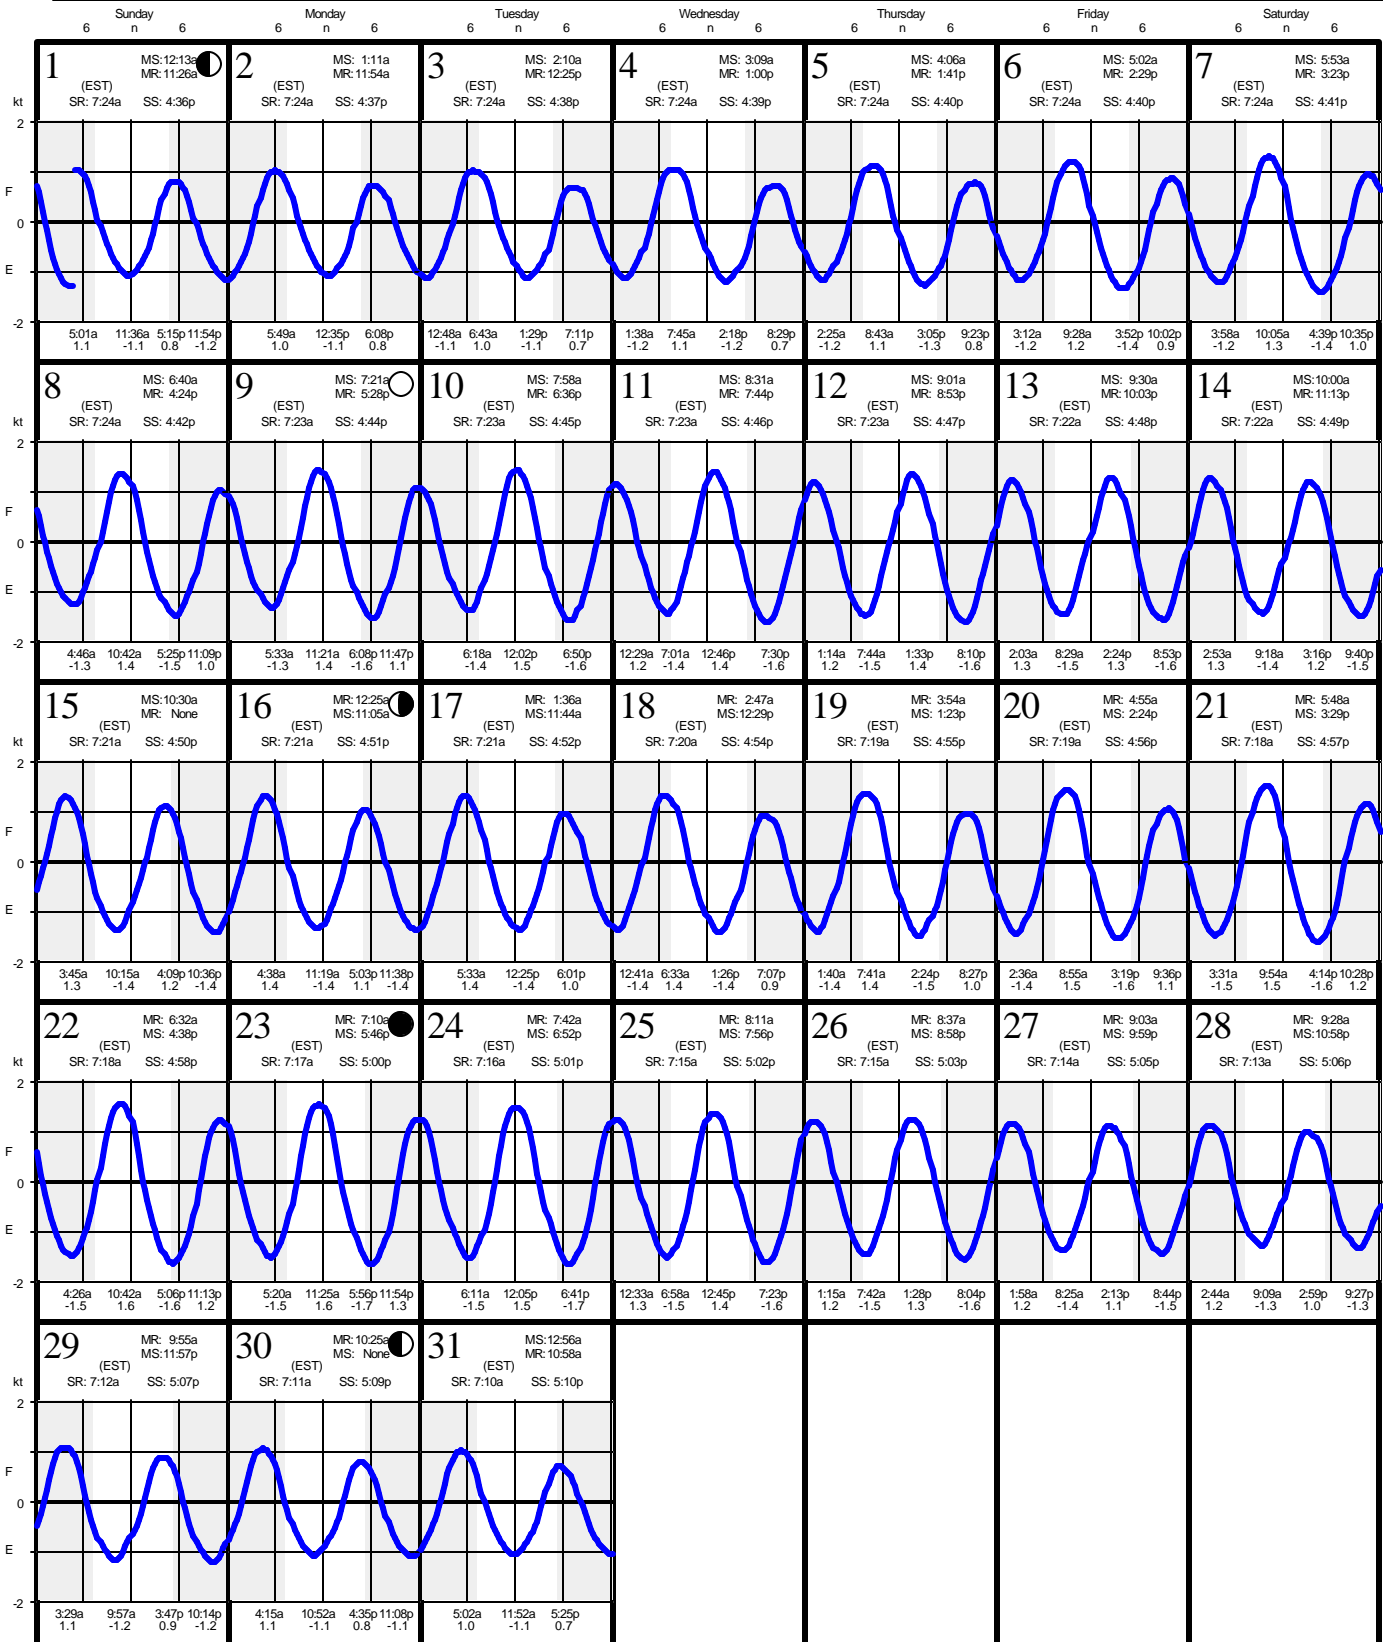 Sunday Monday Tuesday Wednesday Thursday Friday Saturday
6 n 6 6 n 6 6 n 6 6 n 6 6 n 6 6 n 6 6 n 6
1 MS:12:13a 2 MS: 1:11a 3 MS: 2:10a 4 MS: 3:09a 5 MS: 4:06a 6 MS: 5:02a 7 MS: 5:53a
MR:11:26a MR:11:54a MR:12:25p MR: 1:00p MR: 1:41p MR: 2:29p MR: 3:23p
(EST) (EST) (EST) (EST) (EST) (EST) (EST)
kt SR: 7:24a SS: 4:36p SR: 7:24a SS: 4:37p SR: 7:24a SS: 4:38p SR: 7:24a SS: 4:39p SR: 7:24a SS: 4:40p SR: 7:24a SS: 4:40p SR: 7:24a SS: 4:41p
2
F
0
E
-2
5:01a 11:36a 5:15p 11:54p 5:49a 12:35p 6:08p 12:48a 6:43a 1:29p 7:11p 1:38a 7:45a 2:18p 8:29p 2:25a 8:43a 3:05p 9:23p 3:12a 9:28a 3:52p 10:02p 3:58a 10:05a 4:39p 10:35p
1.1 -1.1 0.8 -1.2 1.0 -1.1 0.8 -1.1 1.0 -1.1 0.7 -1.2 1.1 -1.2 0.7 -1.2 1.1 -1.3 0.8 -1.2 1.2 -1.4 0.9 -1.2 1.3 -1.4 1.0
8 MS: 6:40a 9 MS: 7:21a 10 MS: 7:58a 11 MS: 8:31a 12 MS: 9:01a 13 MS: 9:30a 14 MS:10:00a
MR: 4:24p MR: 5:28p MR: 6:36p MR: 7:44p MR: 8:53p MR:10:03p MR:11:13p
(EST) (EST) (EST) (EST) (EST) (EST) (EST)
kt SR: 7:24a SS: 4:42p SR: 7:23a SS: 4:44p SR: 7:23a SS: 4:45p SR: 7:23a SS: 4:46p SR: 7:23a SS: 4:47p SR: 7:22a SS: 4:48p SR: 7:22a SS: 4:49p
2
F
0
E
-2
4:46a 10:42a 5:25p 11:09p 5:33a 11:21a 6:08p 11:47p 6:18a 12:02p 6:50p 12:29a 7:01a 12:46p 7:30p 1:14a 7:44a 1:33p 8:10p 2:03a 8:29a 2:24p 8:53p 2:53a 9:18a 3:16p 9:40p
-1.3 1.4 -1.5 1.0 -1.3 1.4 -1.6 1.1 -1.4 1.5 -1.6 1.2 -1.4 1.4 -1.6 1.2 -1.5 1.4 -1.6 1.3 -1.5 1.3 -1.6 1.3 -1.4 1.2 -1.5
15 MS:10:30a 16 MR:12:25a 17 MR: 1:36a 18 MR: 2:47a 19 MR: 3:54a 20 MR: 4:55a 21 MR: 5:48a
MR: None MS:11:05a MS:11:44a MS:12:29p MS: 1:23p MS: 2:24p MS: 3:29p
(EST) (EST) (EST) (EST) (EST) (EST) (EST)
kt SR: 7:21a SS: 4:50p SR: 7:21a SS: 4:51p SR: 7:21a SS: 4:52p SR: 7:20a SS: 4:54p SR: 7:19a SS: 4:55p SR: 7:19a SS: 4:56p SR: 7:18a SS: 4:57p
2
F
0
E
-2
3:45a 10:15a 4:09p 10:36p 4:38a 11:19a 5:03p 11:38p 5:33a 12:25p 6:01p 12:41a 6:33a 1:26p 7:07p 1:40a 7:41a 2:24p 8:27p 2:36a 8:55a 3:19p 9:36p 3:31a 9:54a 4:14p 10:28p
1.3 -1.4 1.2 -1.4 1.4 -1.4 1.1 -1.4 1.4 -1.4 1.0 -1.4 1.4 -1.4 0.9 -1.4 1.4 -1.5 1.0 -1.4 1.5 -1.6 1.1 -1.5 1.5 -1.6 1.2
22 MR: 6:32a 23 MR: 7:10a 24 MR: 7:42a 25 MR: 8:11a 26 MR: 8:37a 27 MR: 9:03a 28 MR: 9:28a
MS: 4:38p MS: 5:46p MS: 6:52p MS: 7:56p MS: 8:58p MS: 9:59p MS:10:58p
(EST) (EST) (EST) (EST) (EST) (EST) (EST)
kt SR: 7:18a SS: 4:58p SR: 7:17a SS: 5:00p SR: 7:16a SS: 5:01p SR: 7:15a SS: 5:02p SR: 7:15a SS: 5:03p SR: 7:14a SS: 5:05p SR: 7:13a SS: 5:06p
2
F
0
E
-2
4:26a 10:42a 5:06p 11:13p 5:20a 11:25a 5:56p 11:54p 6:11a 12:05p 6:41p 12:33a 6:58a 12:45p 7:23p 1:15a 7:42a 1:28p 8:04p 1:58a 8:25a 2:13p 8:44p 2:44a 9:09a 2:59p 9:27p
-1.5 1.6 -1.6 1.2 -1.5 1.6 -1.7 1.3 -1.5 1.5 -1.7 1.3 -1.5 1.4 -1.6 1.2 -1.5 1.3 -1.6 1.2 -1.4 1.1 -1.5 1.2 -1.3 1.0 -1.3
29 MR: 9:55a 30 MR:10:25a 31 MS:12:56a
MS:11:57p MS: None MR:10:58a
(EST) (EST) (EST)
kt SR: 7:12a SS: 5:07p SR: 7:11a SS: 5:09p SR: 7:10a SS: 5:10p
2
F
0
E
-2
3:29a 9:57a 3:47p 10:14p 4:15a 10:52a 4:35p 11:08p 5:02a 11:52a 5:25p
1.1 -1.2 0.9 -1.2 1.1 -1.1 0.8 -1.1 1.0 -1.1 0.7